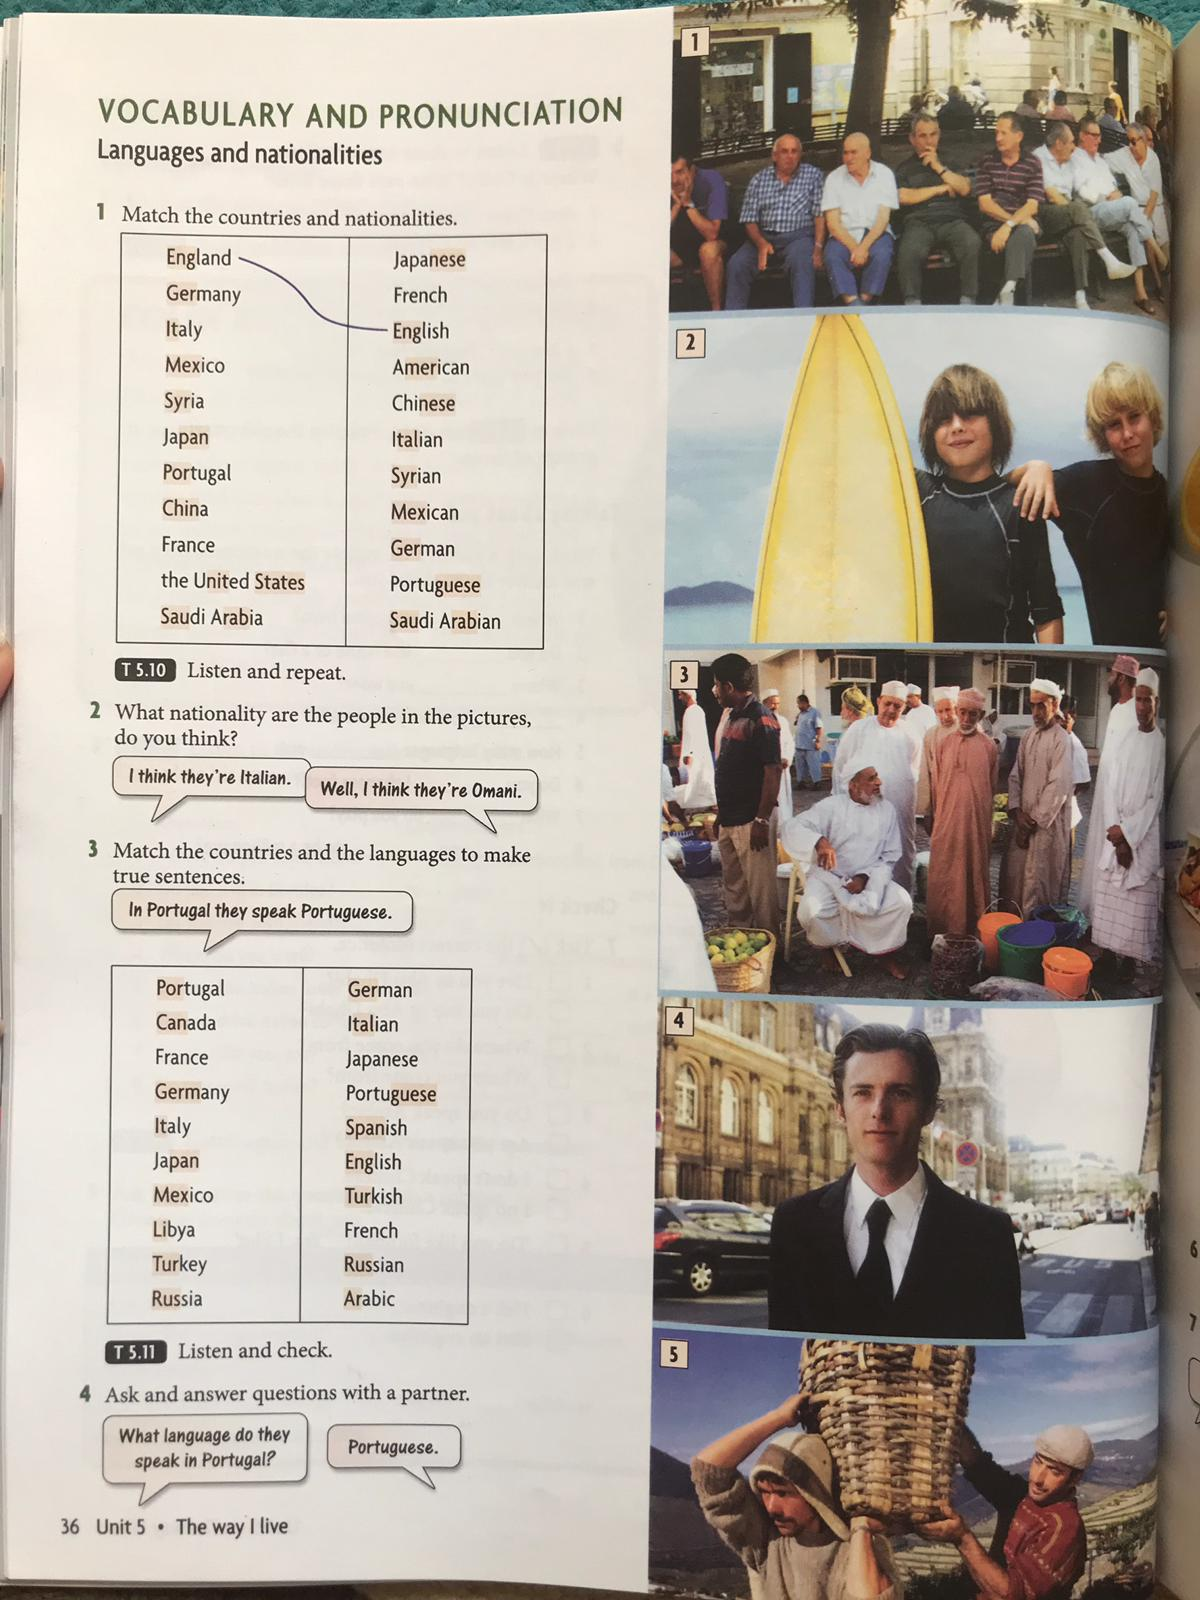 VOCABULARY AND PRONUNCIATION
Languages and nationalities
1 Match the countries and nationalities.
England
Germany
Italy
Mexico
Syria
Japan
Portugal
China
France
the United States
Saudi Arabia
Japanese
French
English
American
Chinese
Italian
Syrian
Mexican
German
Portuguese
Saudi Arabian
T 5.10 Listen and repeat.
2 What nationality are the people in the pictures,
do you think?
I think they're Italian.
Well, I think they're Omani.
3 Match the countries and the languages to make
true sentences.
In Portugal they speak Portuguese.
Portugal
Canada
France
Germany
Italy
Japan
Mexico
Libya
Turkey
Russia
German
Italian
Japanese
Portuguese
Spanish
English
Turkish
French
Russian
Arabic
T 5.11 Listen and check.
4 Ask and answer questions with a partner.
What language do they
speak in Portugal?
Portuguese.
36 Unit 5 • The way I live
1
2
3
4
5
6
7